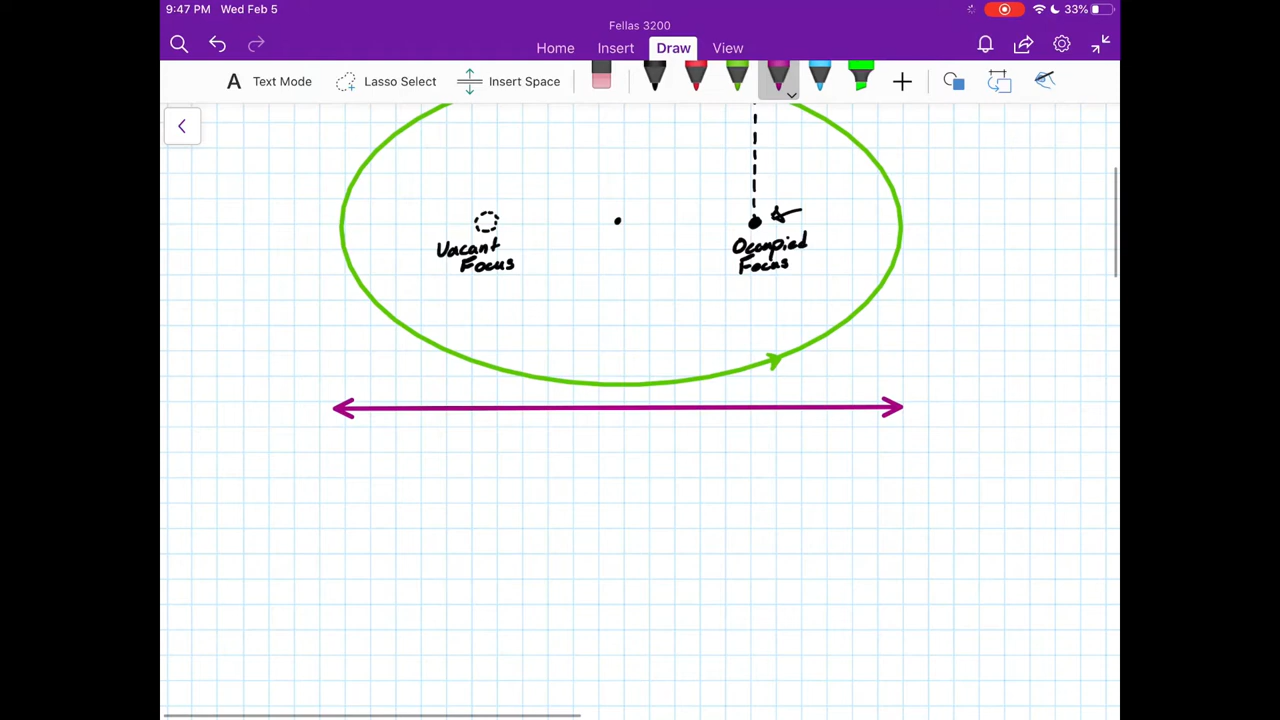 9:47 PM Wed Feb 5
33%
Fellas 3200
Home Insert Draw View
A Text Mode Lasso Select Insert Space
Vacant
Focus
Occupied
Focus